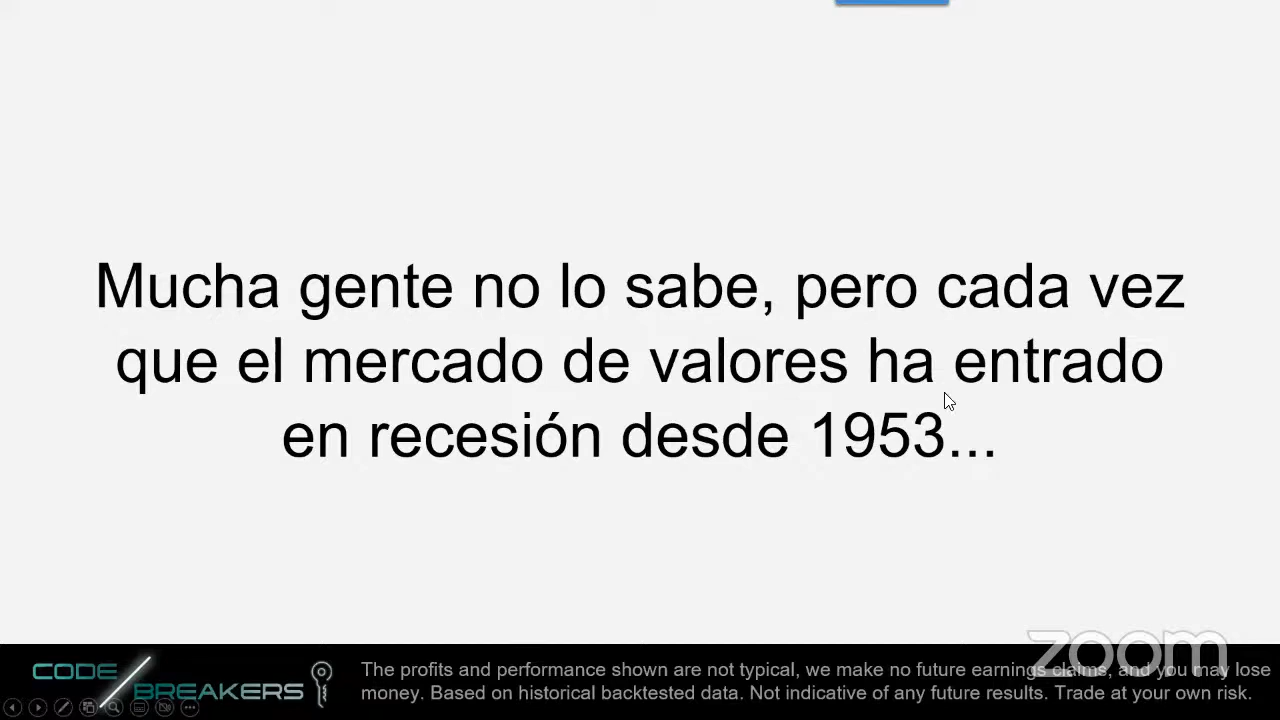 Mucha gente no lo sabe, pero cada vez
que el mercado de valores ha entrado
en recesión desde 1953...
zoom
CODE
BREAKERS
The profits and performance shown are not typical, we make no future earnings claims, and you may lose
money. Based on historical backtested data. Not indicative of any future results. Trade at your own risk.